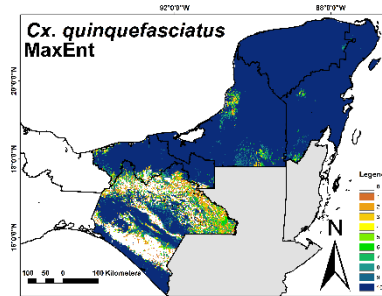 92°0'0"W 88°0'0"W
Cx. quinquefasciatus
MaxEnt
20°0'0"N
18°0'0"N
16°0'0"N
Legend
N
100 50 0 100 Kilometers